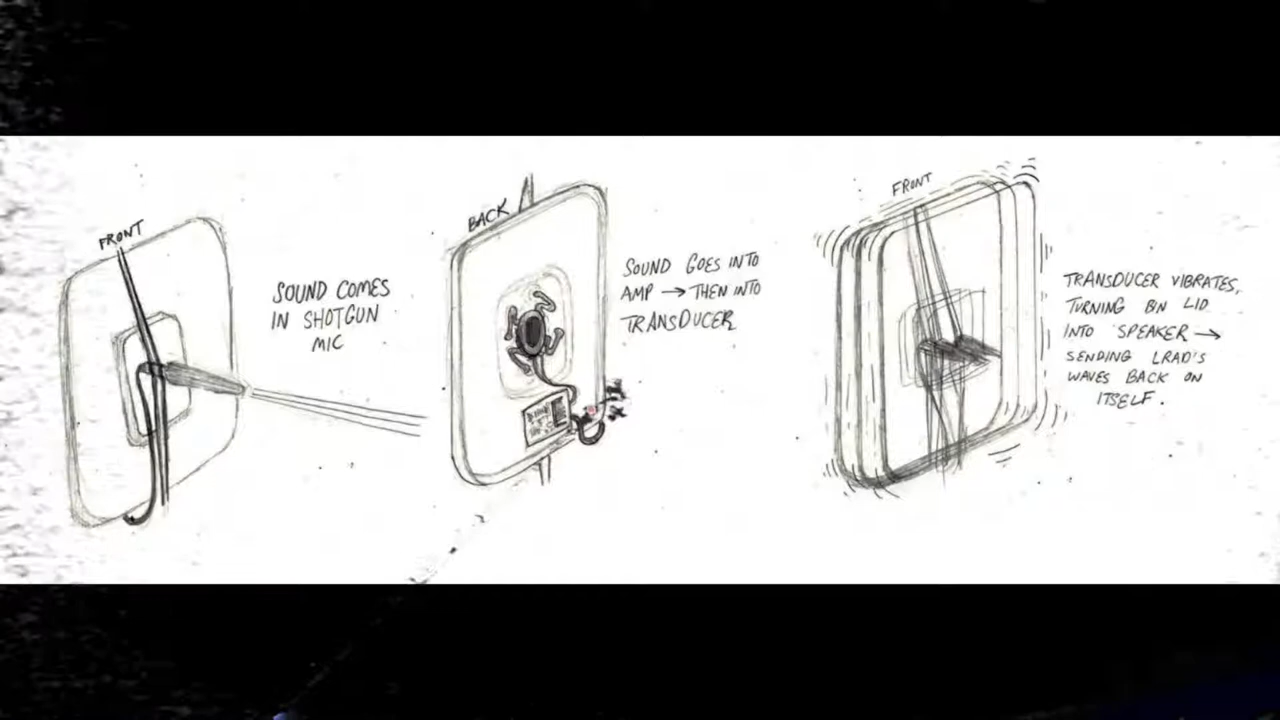 FRONT
SOUND COMES
IN SHOTGUN
MIC
BACK
SOUND GOES INTO
AMP → THEN INTO
TRANSDUCER
FRONT
TRANSDUCER VIBRATES,
TURNING BIN LID
INTO SPEAKER →
SENDING LRAD'S
WAVES BACK ON
ITSELF.